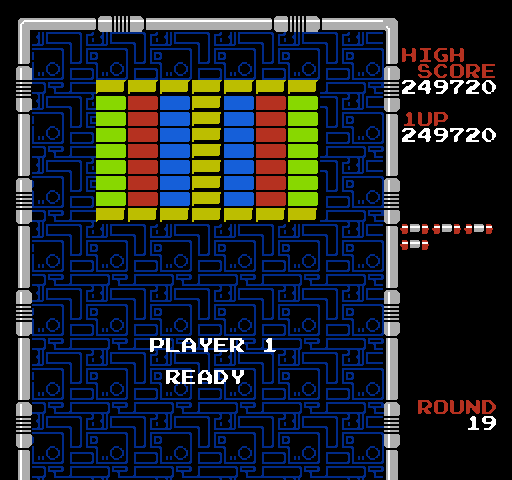 HIGH
SCORE
249720
1UP
249720
PLAYER 1
READY
ROUND
19